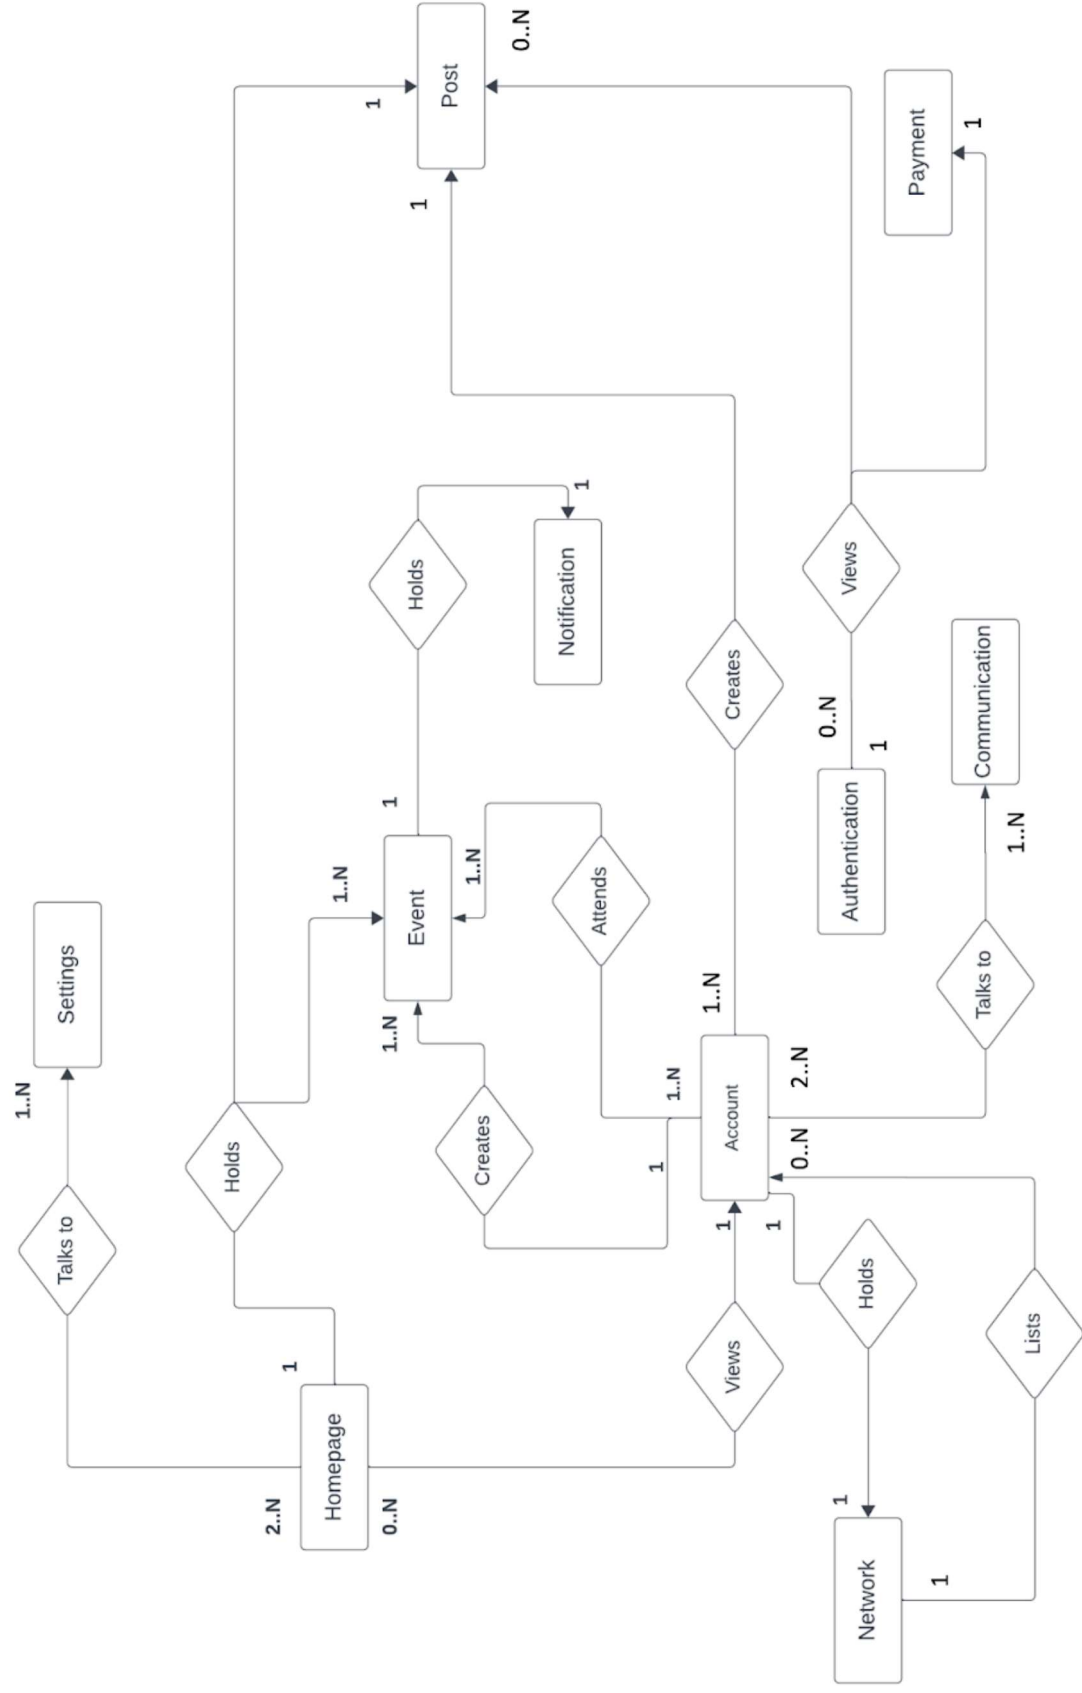 Homepage
2..N
0..N
1
Talks to
1..N
Settings
Holds
1..N
1
Event
1..N
1..N
1
Creates
1
Attends
1..N
Holds
1
Notification
Post
1
0..N
Creates
1..N
Account
1
1
0..N
2..N
Views
Holds
1
Network
1
Lists
Talks to
1..N
Communication
Authentication
0..N
1
Views
Payment
1